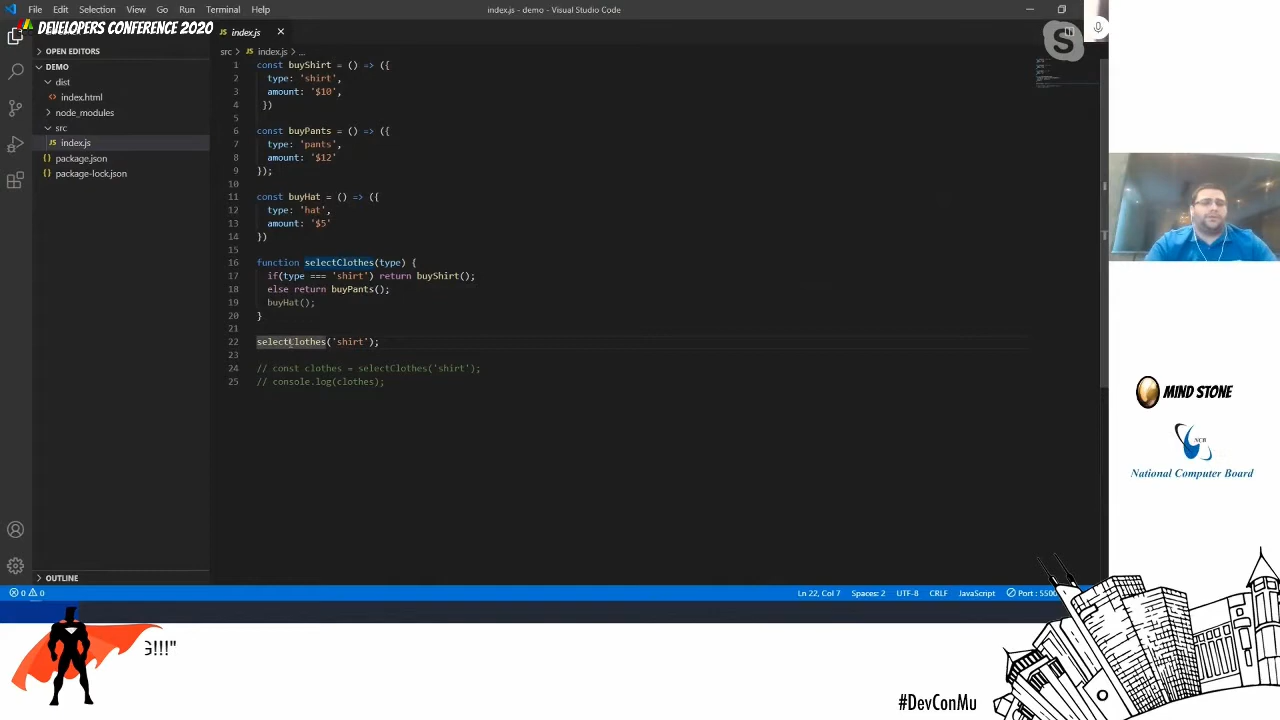 File Edit Selection View Go Run Terminal Help
index.js - demo - Visual Studio Code
DEVELOPERS CONFERENCE 2020
JS index.js
OPEN EDITORS
DEMO
dist
<> index.html
node_modules
src
JS index.js
{} package.json
{} package-lock.json
OUTLINE
src > JS index.js > ...
1 const buyShirt = () => ({
2 type: 'shirt',
3 amount: '$10',
4 })
5
6 const buyPants = () => ({
7 type: 'pants',
8 amount: '$12'
9 });
10
11 const buyHat = () => ({
12 type: 'hat',
13 amount: '$5'
14 })
15
16 function selectClothes(type) {
17 if(type === 'shirt') return buyShirt();
18 else return buyPants();
19 buyHat();
20 }
21
22 selectClothes('shirt');
23
24 // const clothes = selectClothes('shirt');
25 // console.log(clothes);
S
0 0
Ln 22, Col 7 Spaces: 2 UTF-8 CRLF JavaScript Port : 5500
MIND STONE
NCB
National Computer Board
G!!!"
#DevConMu